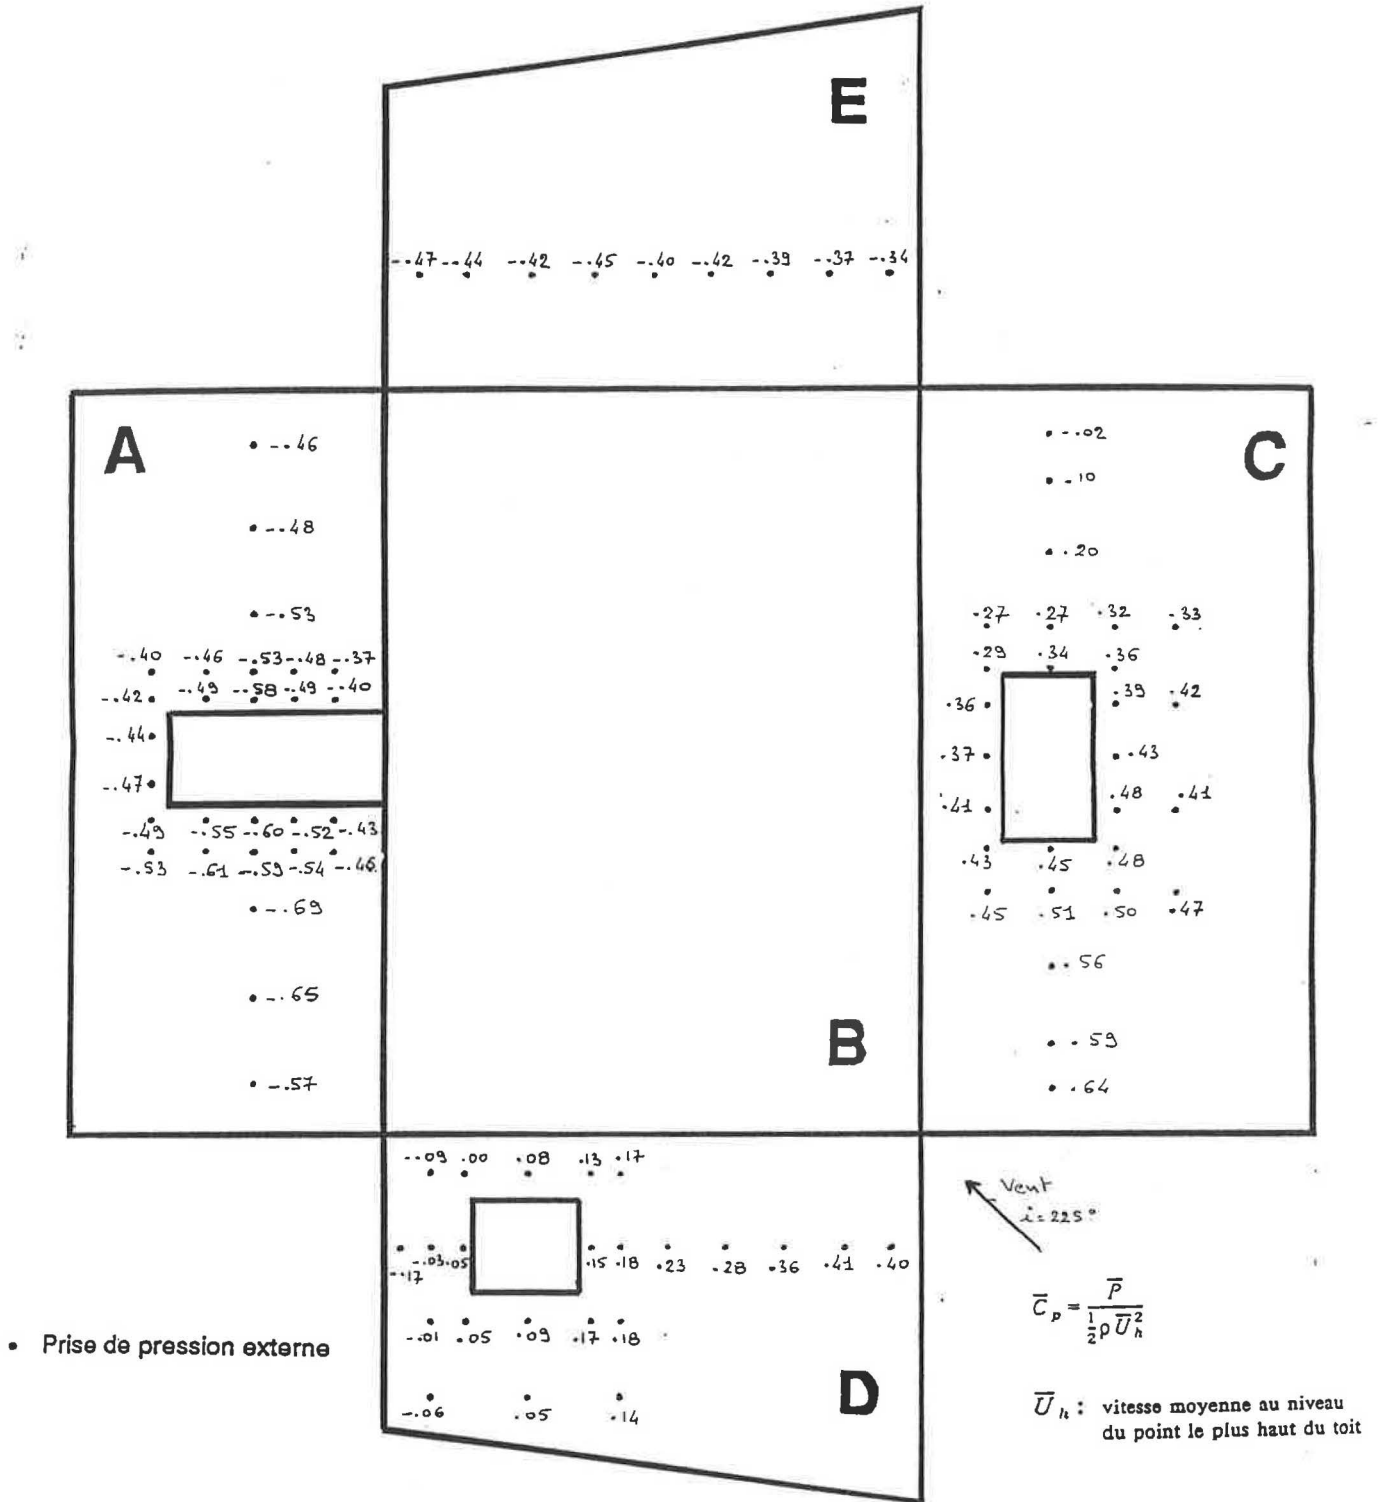 E
-.47 -.44 -.42 -.45 -.40 -.42 -.39 -.37 -.34
A
-.46
-.48
-.53
-.40 -.46 -.53 -.48 -.37
-.42 -.49 -.58 -.49 -.40
-.44
-.47
-.49 -.55 -.60 -.52 -.43
-.53 -.61 -.59 -.54 -.46
-.69
-.65
-.57
B
C
-.02
.10
.20
.27 .27 .32 .33
.29 .34 .36
.36 .39 .42
.37 .43
.41 .48 .41
.43 .45 .48
.45 .51 .50 .47
.56
.59
.64
-.09 .00 .08 .13 .17
-.17 -.03 .05 .15 .18 .23 .28 .36 .41 .40
-.01 .05 .09 .17 .18
-.06 .05 .14
D
Vent
i=225°
C̄p = P̄ / ½ρŪh²
Ūh : vitesse moyenne au niveau
du point le plus haut du toit
• Prise de pression externe